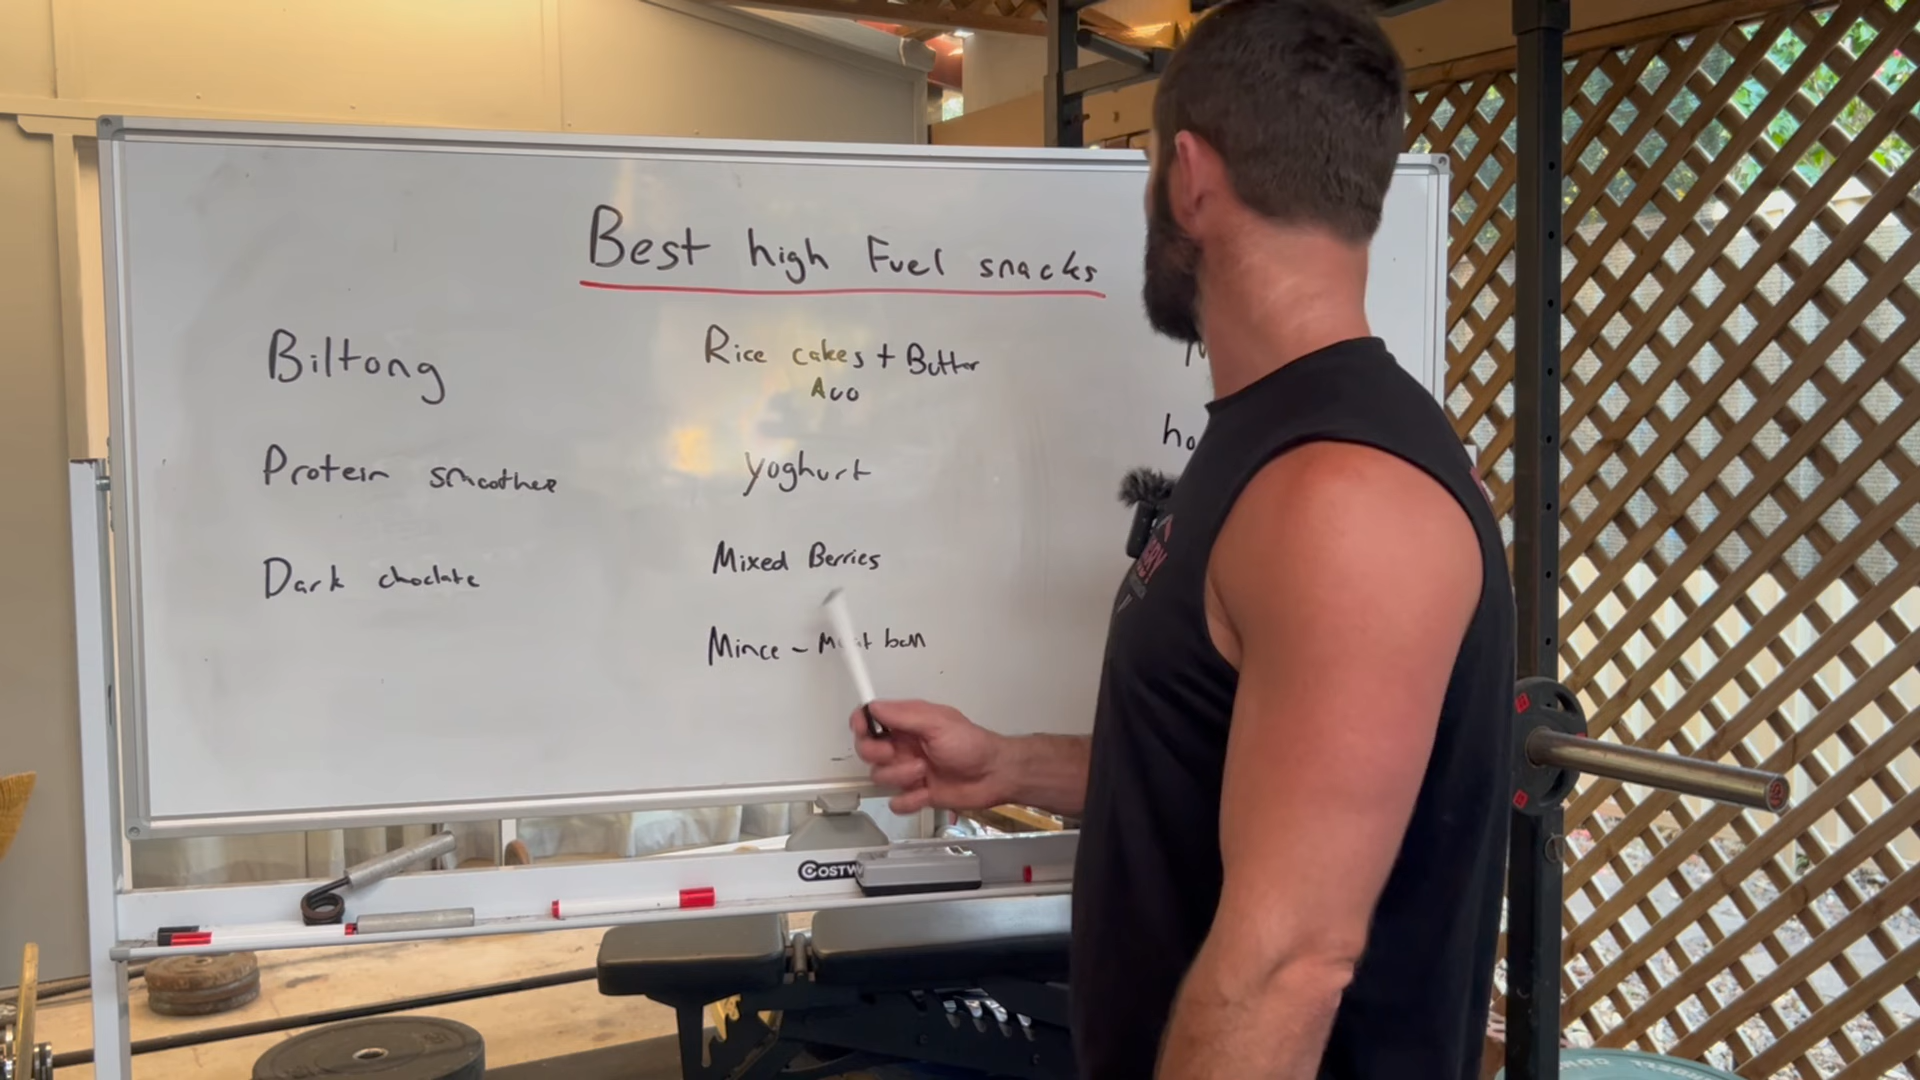 Best high Fuel snacks
Biltong
Protein smoothee
Dark choclate
Rice cakes + Butter
Avo
Yoghurt
Mixed Berries
Mince - ball
ho
COSTW